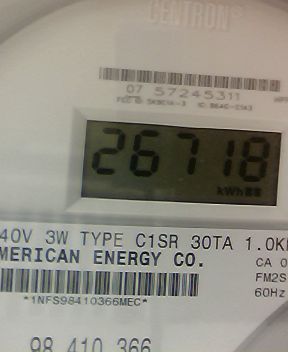 CENTRON®
07 57245311
26718
kWh
40V 3W TYPE C1SR 30TA 1.0K
MERICAN ENERGY CO.
CA 0
FM2S
*1NFS98410366MEC*
60Hz
98 410 366